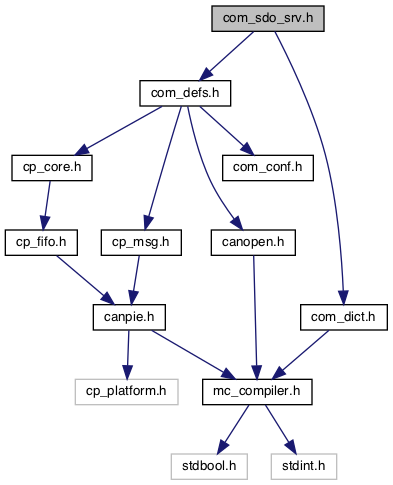 com_sdo_srv.h
com_defs.h
cp_core.h
com_conf.h
cp_fifo.h
cp_msg.h
canopen.h
canpie.h
com_dict.h
cp_platform.h
mc_compiler.h
stdbool.h
stdint.h